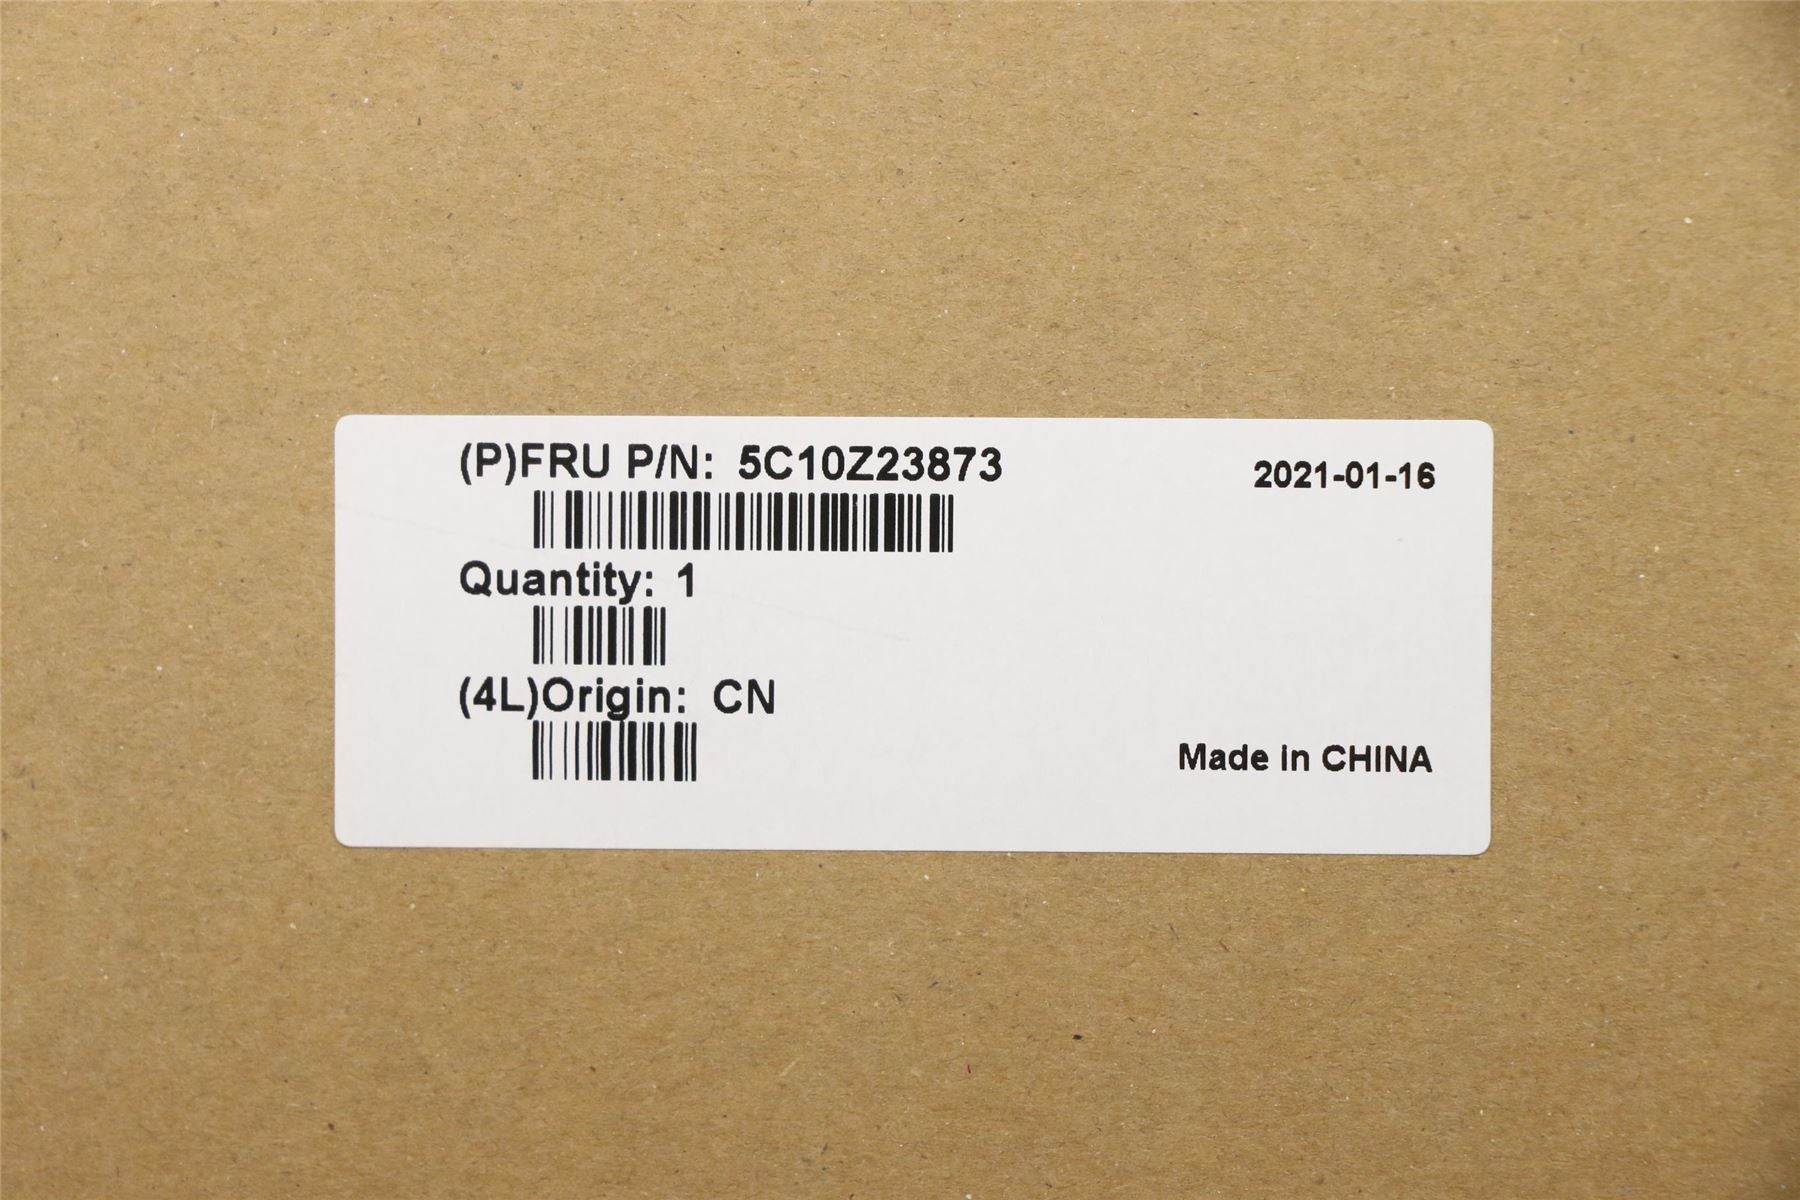 (P)FRU P/N: 5C10Z23873
2021-01-16
Quantity: 1
(4L)Origin: CN
Made in CHINA